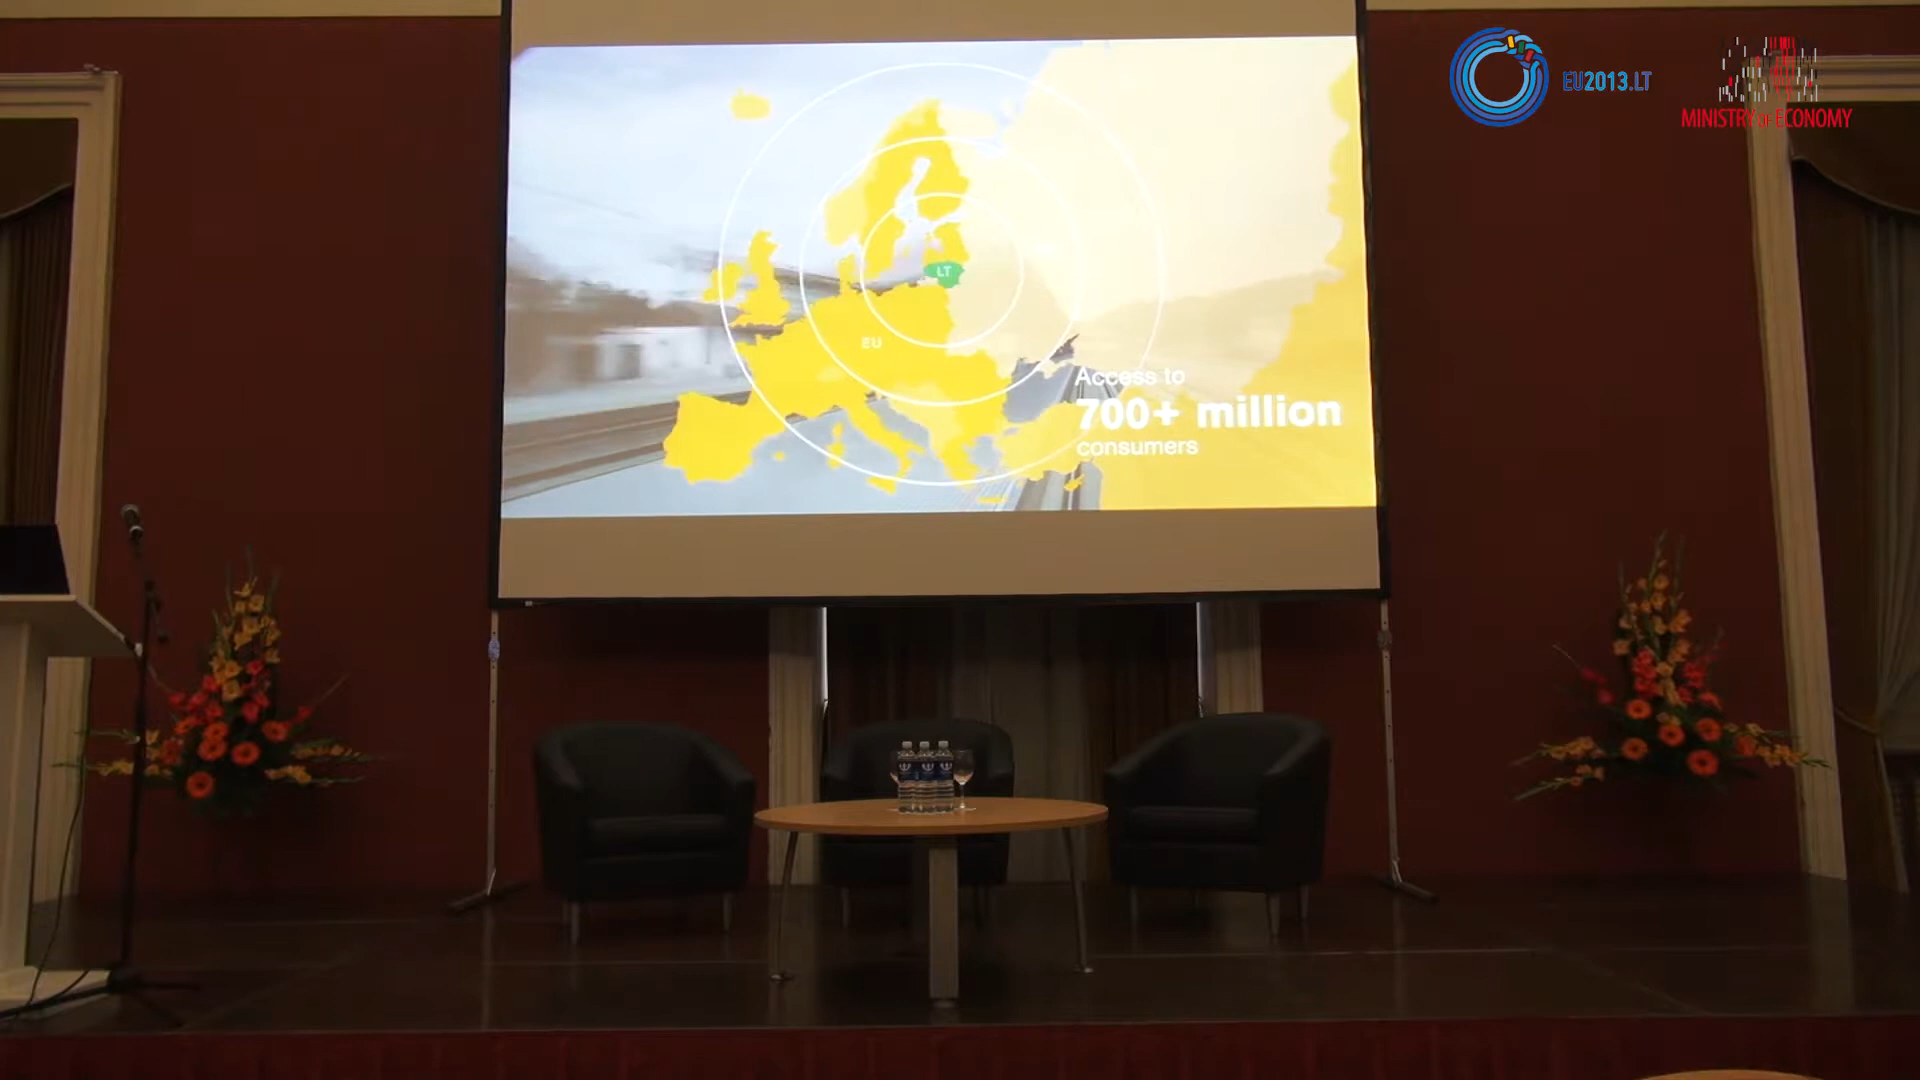 EU2013.LT
MINISTRY OF ECONOMY
LT
EU
Access to
700+ million
consumers